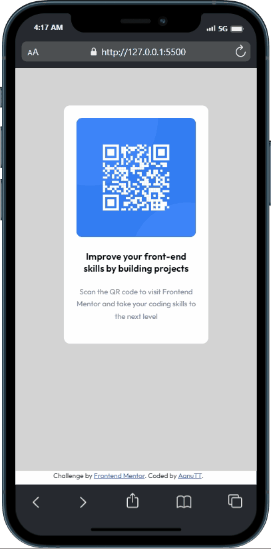 4:17 AM 5G
AA http://127.0.0.1:5500
Improve your front-end
skills by building projects
Scan the QR code to visit Frontend
Mentor and take your coding skills to
the next level
Challenge by Frontend Mentor. Coded by AanuTT.